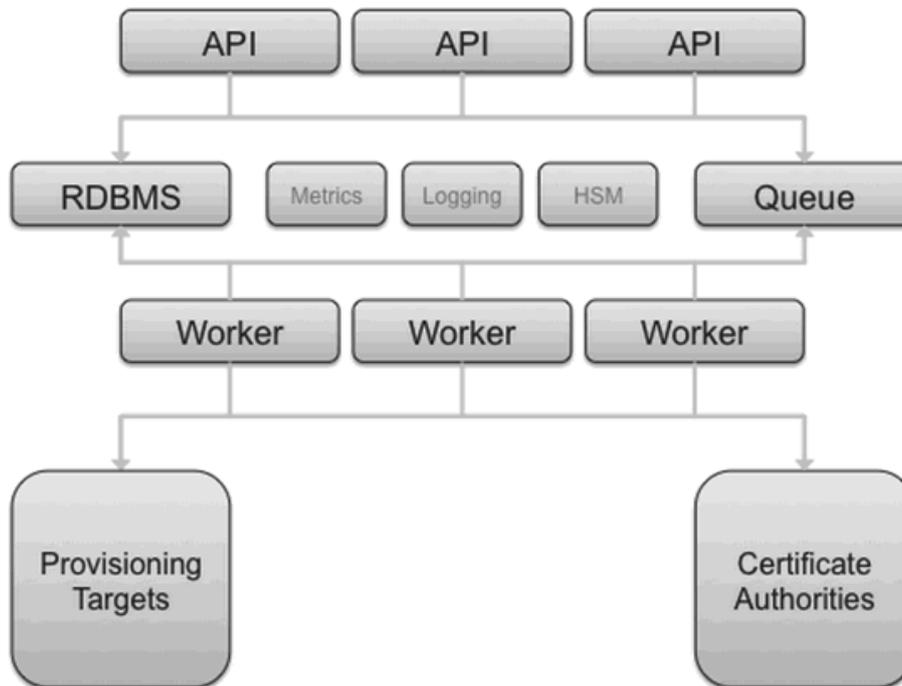 API
API
API
RDBMS
Metrics
Logging
HSM
Queue
Worker
Worker
Worker
Provisioning
Targets
Certificate
Authorities